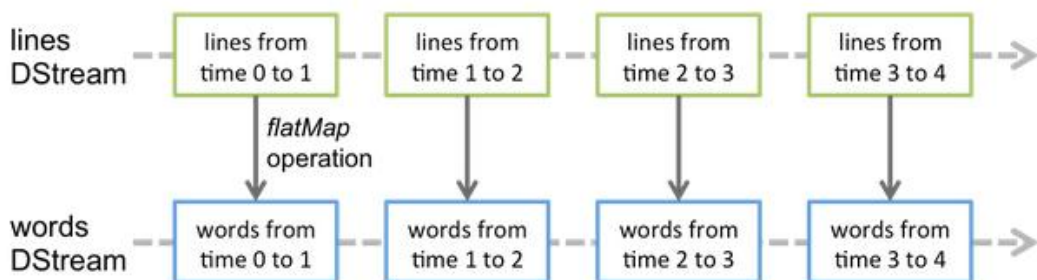 lines
DStream
lines from
time 0 to 1
lines from
time 1 to 2
lines from
time 2 to 3
lines from
time 3 to 4
flatMap
operation
words
DStream
words from
time 0 to 1
words from
time 1 to 2
words from
time 2 to 3
words from
time 3 to 4